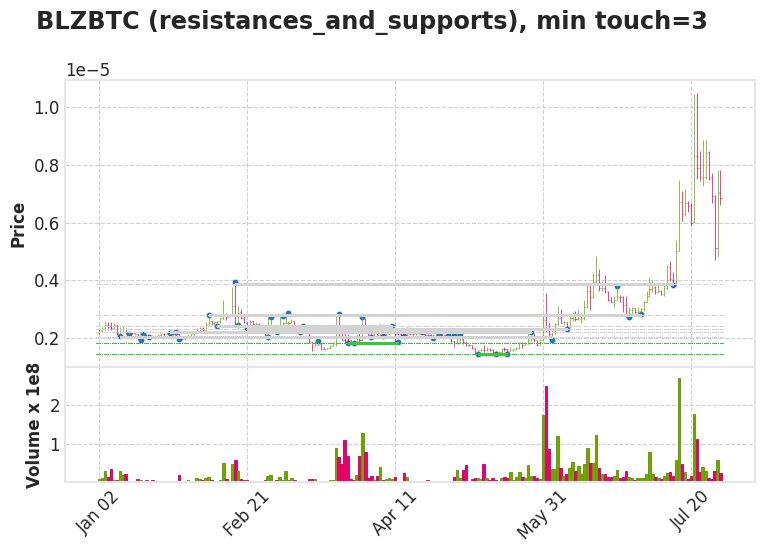 BLZBTC (resistances_and_supports), min touch=3
1e−5
1.0
0.8
0.6
0.4
0.2
Price
2
1
Volume x 1e8
Jan 02
Feb 21
Apr 11
May 31
Jul 20